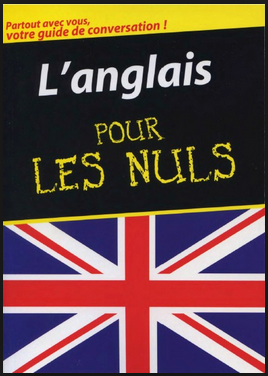 Partout avec vous,
votre guide de conversation !
L'anglais
POUR
LES NULS